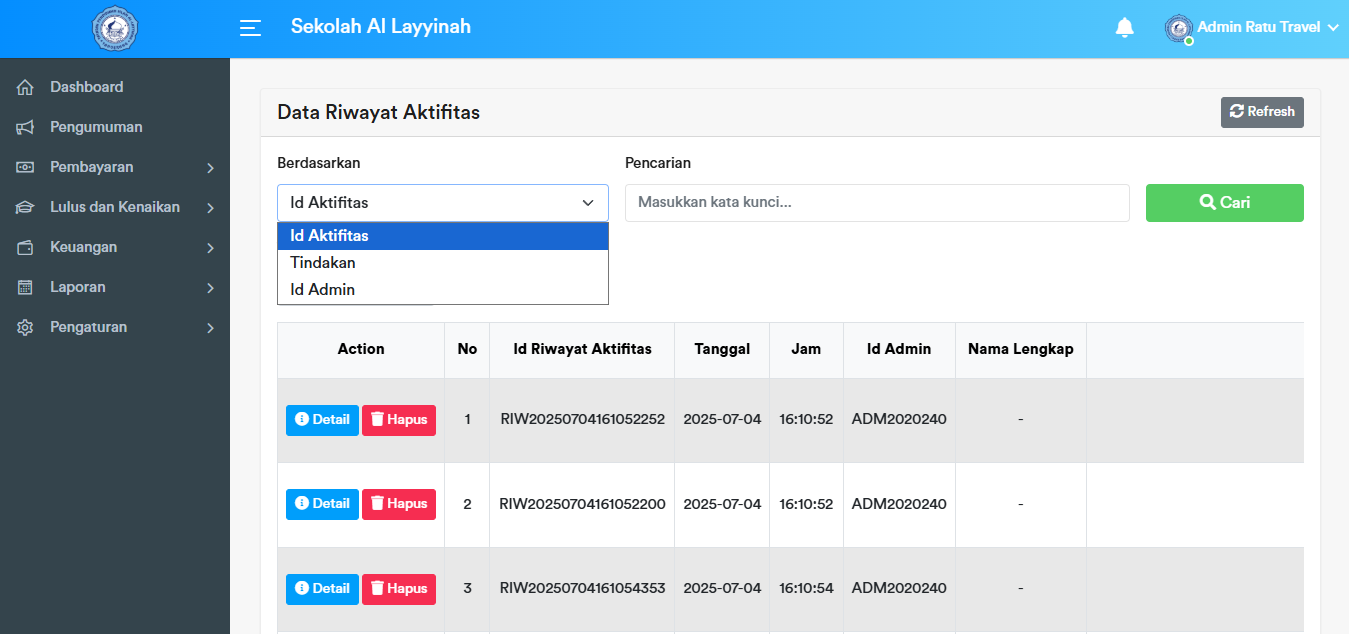 Sekolah Al Layyinah
Admin Ratu Travel
Dashboard
Pengumuman
Pembayaran
Lulus dan Kenaikan
Keuangan
Laporan
Pengaturan
Data Riwayat Aktifitas
Refresh
Berdasarkan
Pencarian
Id Aktifitas
Masukkan kata kunci...
Cari
Id Aktifitas
Tindakan
Id Admin
Action No Id Riwayat Aktifitas Tanggal Jam Id Admin Nama Lengkap
Detail Hapus 1 RIW20250704161052252 2025-07-04 16:10:52 ADM2020240 -
Detail Hapus 2 RIW20250704161052200 2025-07-04 16:10:52 ADM2020240 -
Detail Hapus 3 RIW20250704161054353 2025-07-04 16:10:54 ADM2020240 -